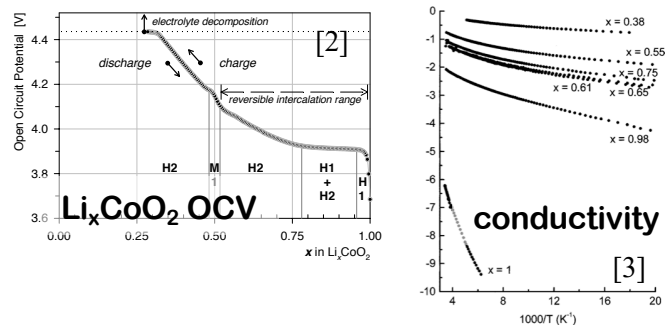 Open Circuit Potential [V]
4.4
4.2
4.0
3.8
3.6
electrolyte decomposition
[2]
discharge
charge
reversible intercalation range
H2
M
1
H2
H1
+
H2
H
1
LixCoO2 OCV
0.00
0.25
0.50
0.75
1.00
x in LixCoO2
0
-1
-2
-3
-4
-5
-6
-7
-8
-9
-10
x = 0.38
x = 0.55
x = 0.75
x = 0.65
x = 0.61
x = 0.98
conductivity
x = 1
[3]
4
8
12
16
20
1000/T (K-1)